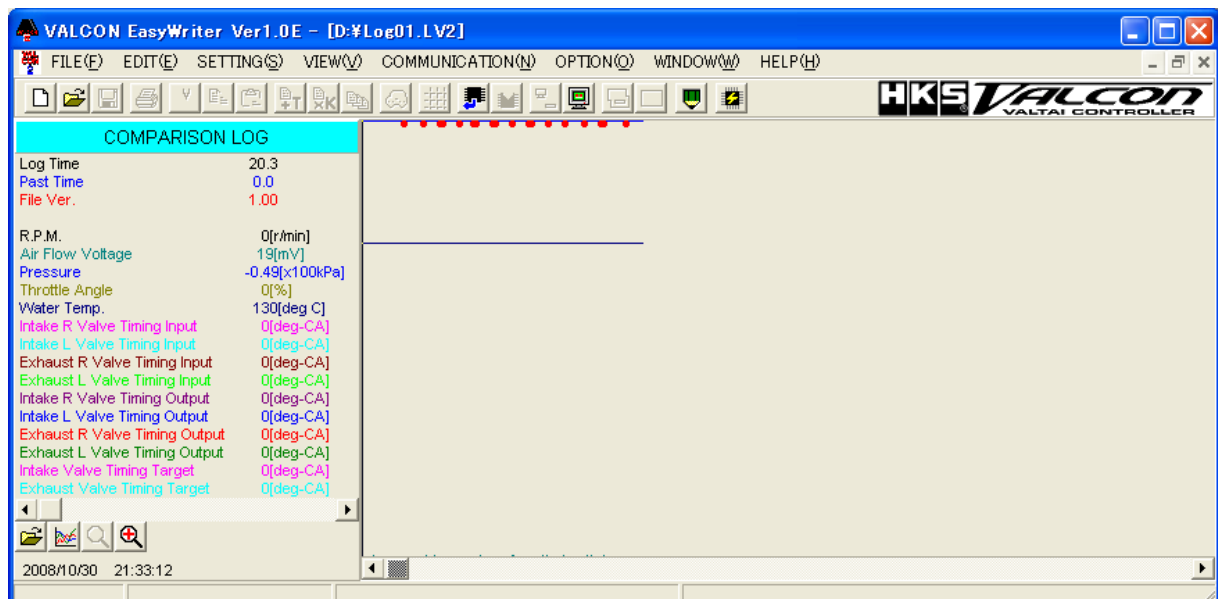 VALCON EasyWriter Ver1.0E - [D:¥Log01.LV2]
FILE(F) EDIT(E) SETTING(S) VIEW(V) COMMUNICATION(N) OPTION(O) WINDOW(W) HELP(H)
HKS VALCON
VALTAI CONTROLLER
COMPARISON LOG
Log Time 20.3
Past Time 0.0
File Ver. 1.00
R.P.M. 0[r/min]
Air Flow Voltage 19[mV]
Pressure -0.49[x100kPa]
Throttle Angle 0[%]
Water Temp. 130[deg C]
Intake R Valve Timing Input 0[deg-CA]
Intake L Valve Timing Input 0[deg-CA]
Exhaust R Valve Timing Input 0[deg-CA]
Exhaust L Valve Timing Input 0[deg-CA]
Intake R Valve Timing Output 0[deg-CA]
Intake L Valve Timing Output 0[deg-CA]
Exhaust R Valve Timing Output 0[deg-CA]
Exhaust L Valve Timing Output 0[deg-CA]
Intake Valve Timing Target 0[deg-CA]
Exhaust Valve Timing Target 0[deg-CA]
2008/10/30 21:33:12